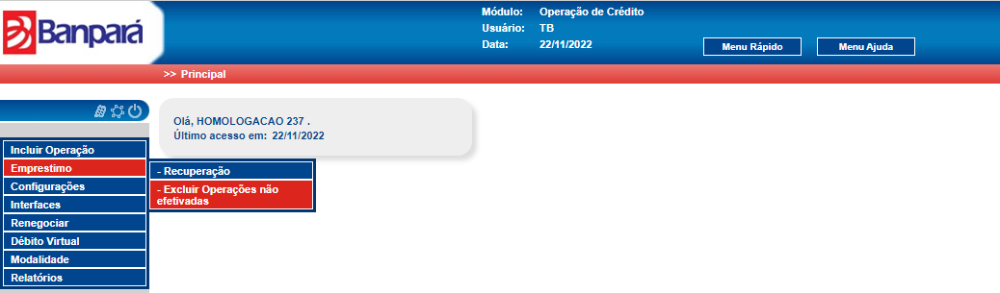 Banpará
Módulo: Operação de Crédito
Usuário: TB
Data: 22/11/2022
Menu Rápido
Menu Ajuda
>> Principal
Olá, HOMOLOGACAO 237 .
Último acesso em: 22/11/2022
Incluir Operação
Emprestimo
Configurações
Interfaces
Renegociar
Débito Virtual
Modalidade
Relatórios
- Recuperação
- Excluir Operações não
efetivadas